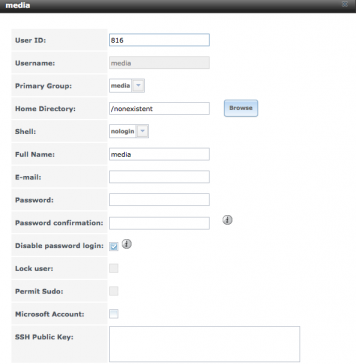 media
User ID:
816
Username:
media
Primary Group:
media
Home Directory:
/nonexistent
Browse
Shell:
nologin
Full Name:
media
E-mail:
Password:
Password confirmation:
Disable password login:
Lock user:
Permit Sudo:
Microsoft Account:
SSH Public Key: